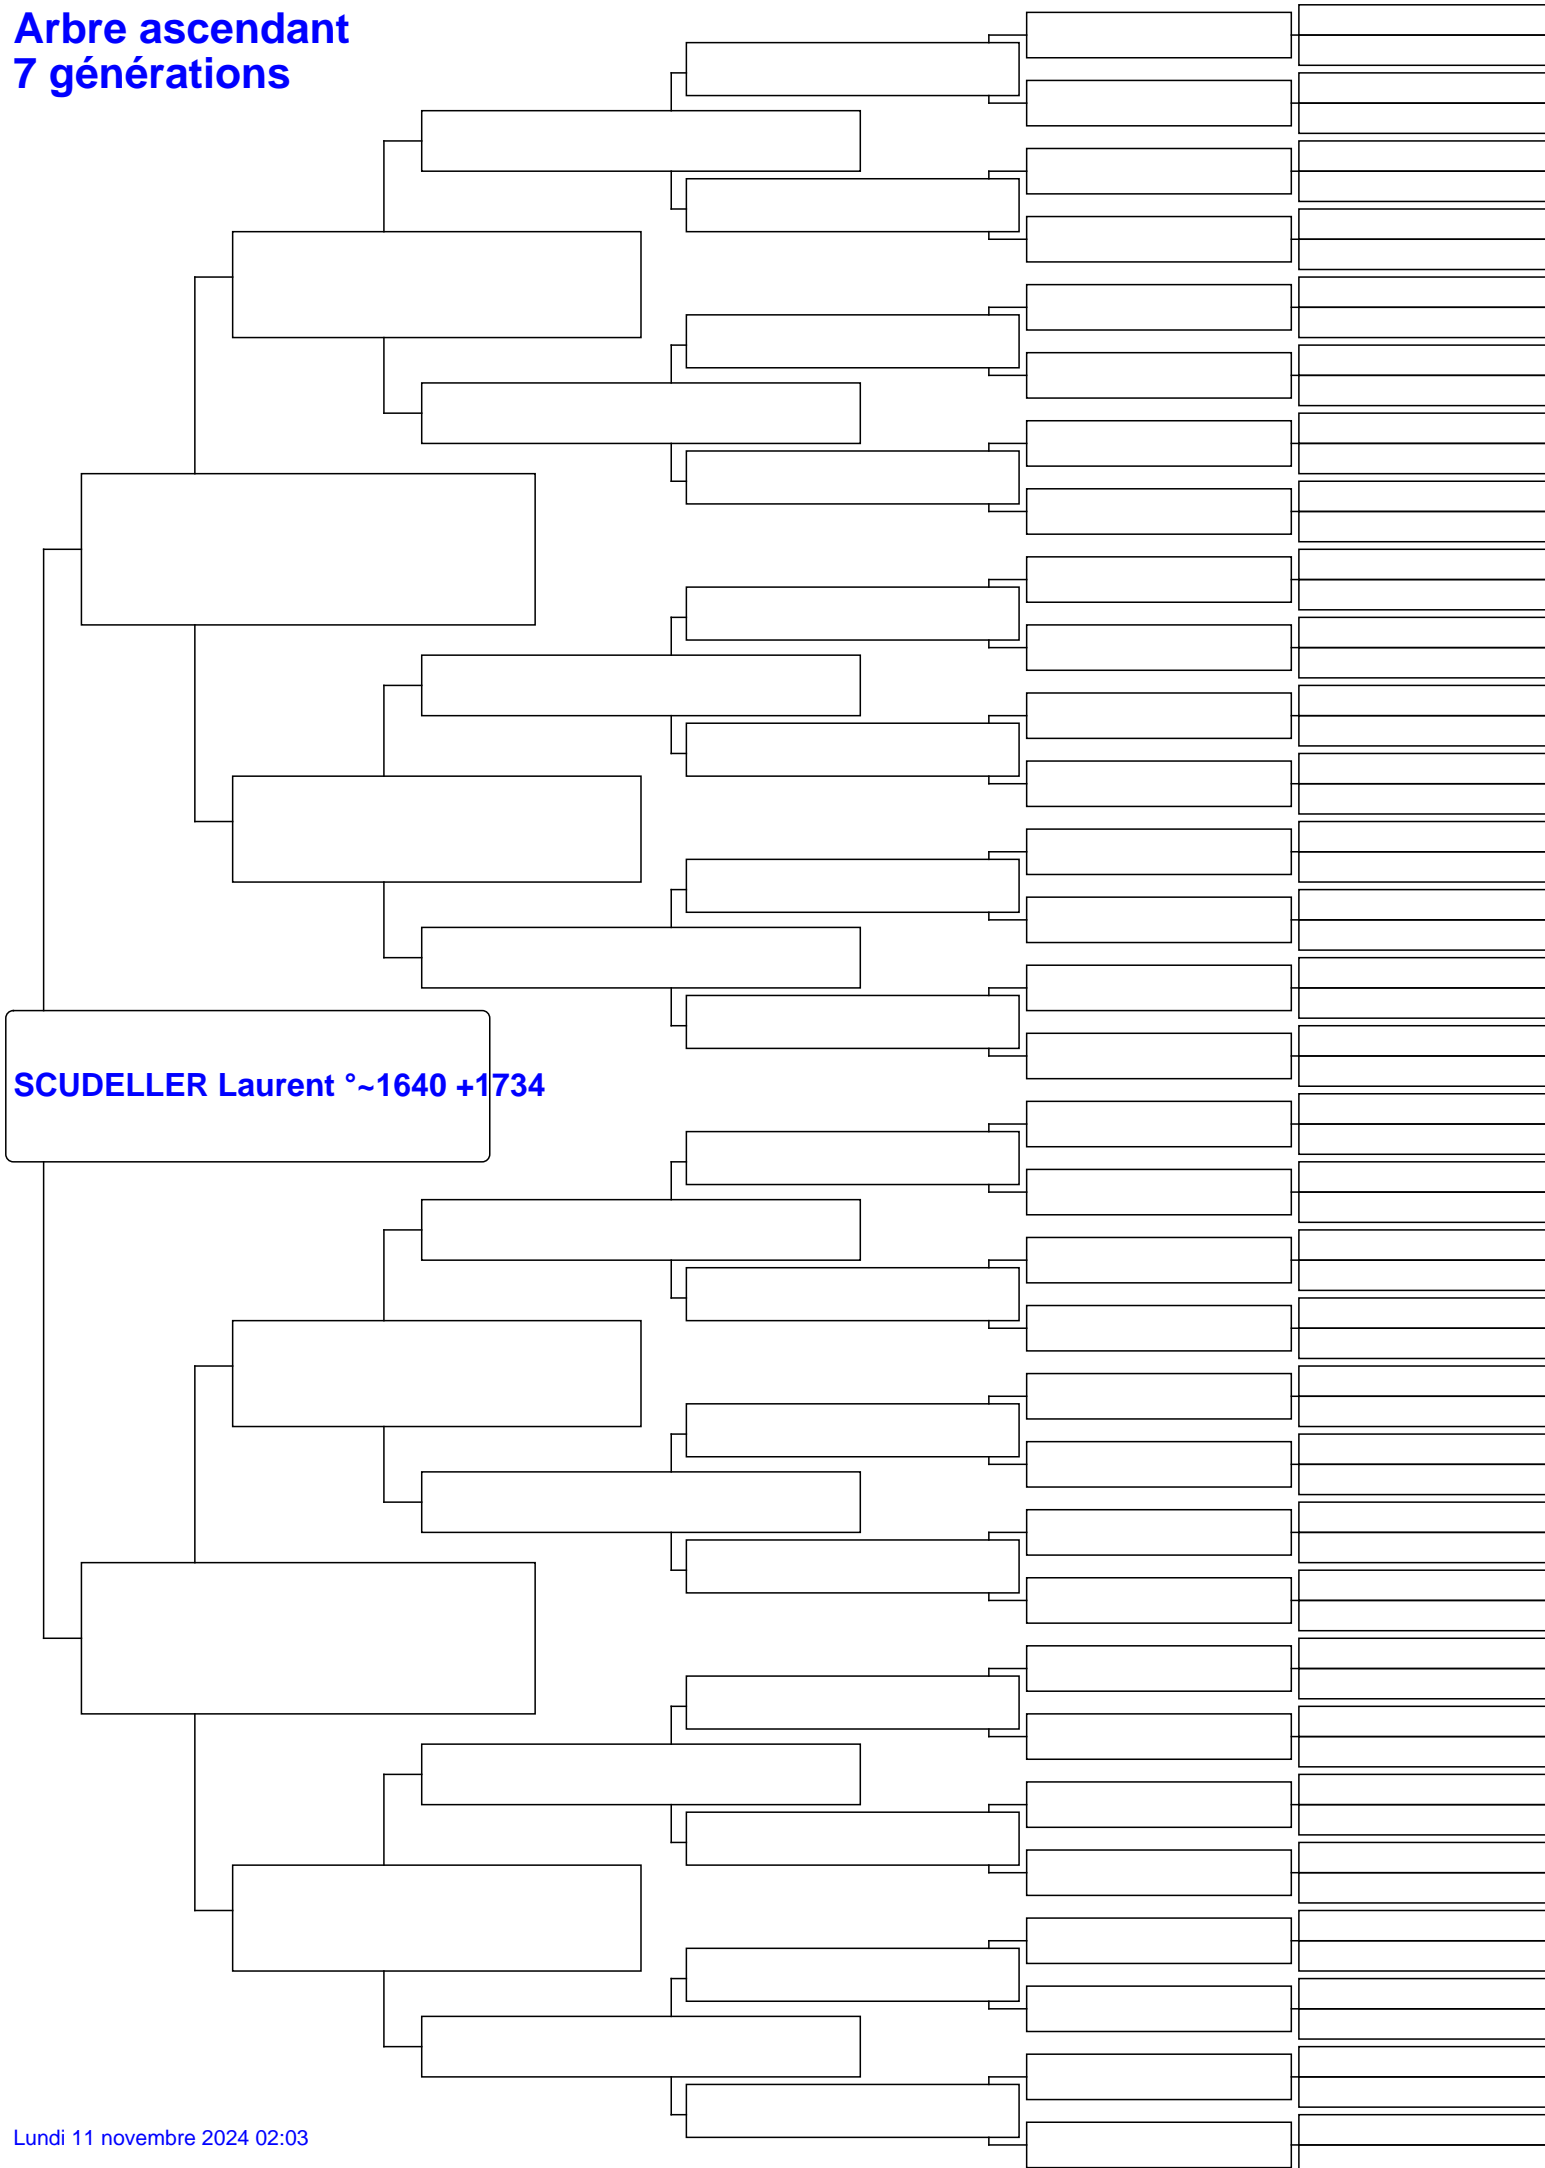 Arbre ascendant
7 générations
SCUDELLER Laurent °~1640 +1734
Lundi 11 novembre 2024 02:03